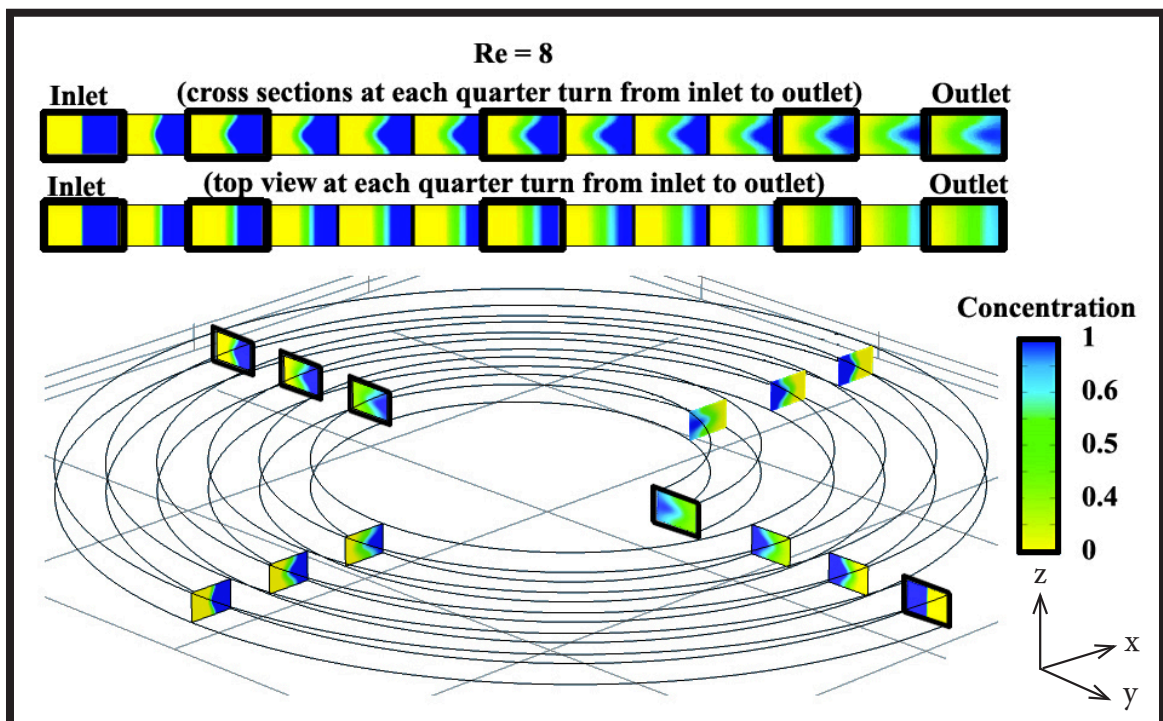 Re = 8
Inlet (cross sections at each quarter turn from inlet to outlet) Outlet
Inlet (top view at each quarter turn from inlet to outlet) Outlet
Concentration
1
0.6
0.5
0.4
0
z
x
y